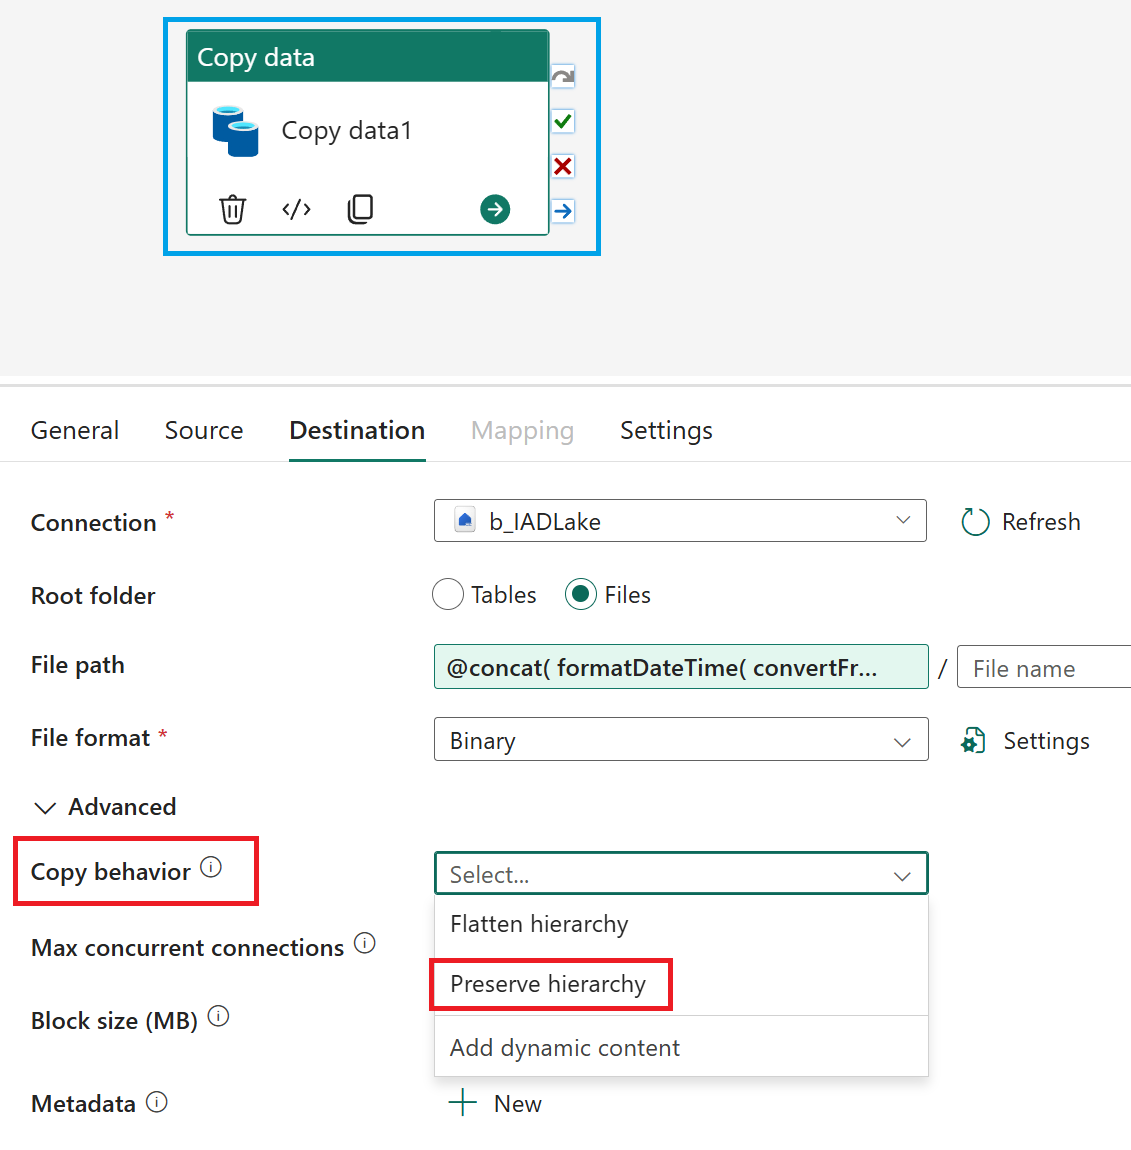 Copy data
Copy data1
General Source Destination Mapping Settings
Connection * b_IADLake Refresh
Root folder Tables Files
File path @concat( formatDateTime( convertFr... / File name
File format * Binary Settings
Advanced
Copy behavior Select...
Flatten hierarchy
Max concurrent connections
Preserve hierarchy
Block size (MB)
Add dynamic content
Metadata New